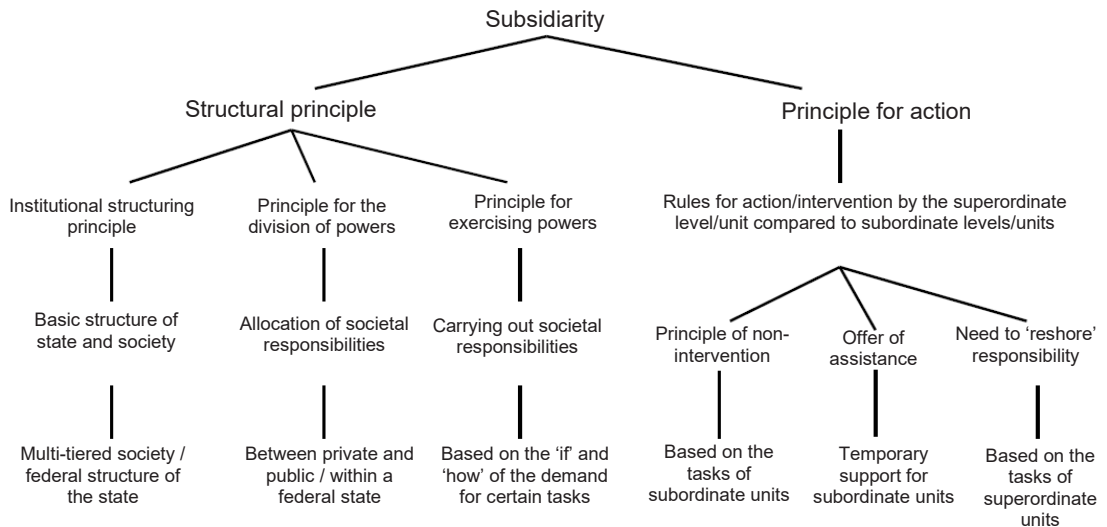 Subsidiarity
Structural principle
Principle for action
Institutional structuring
principle
Principle for the
division of powers
Principle for
exercising powers
Rules for action/intervention by the superordinate
level/unit compared to subordinate levels/units
Basic structure of
state and society
Allocation of societal
responsibilities
Carrying out societal
responsibilities
Principle of non-
intervention
Offer of
assistance
Need to ‘reshore’
responsibility
Multi-tiered society /
federal structure of
the state
Between private and
public / within a
federal state
Based on the ‘if’ and
‘how’ of the demand
for certain tasks
Based on the
tasks of
subordinate units
Temporary
support for
subordinate units
Based on the
tasks of
superordinate
units